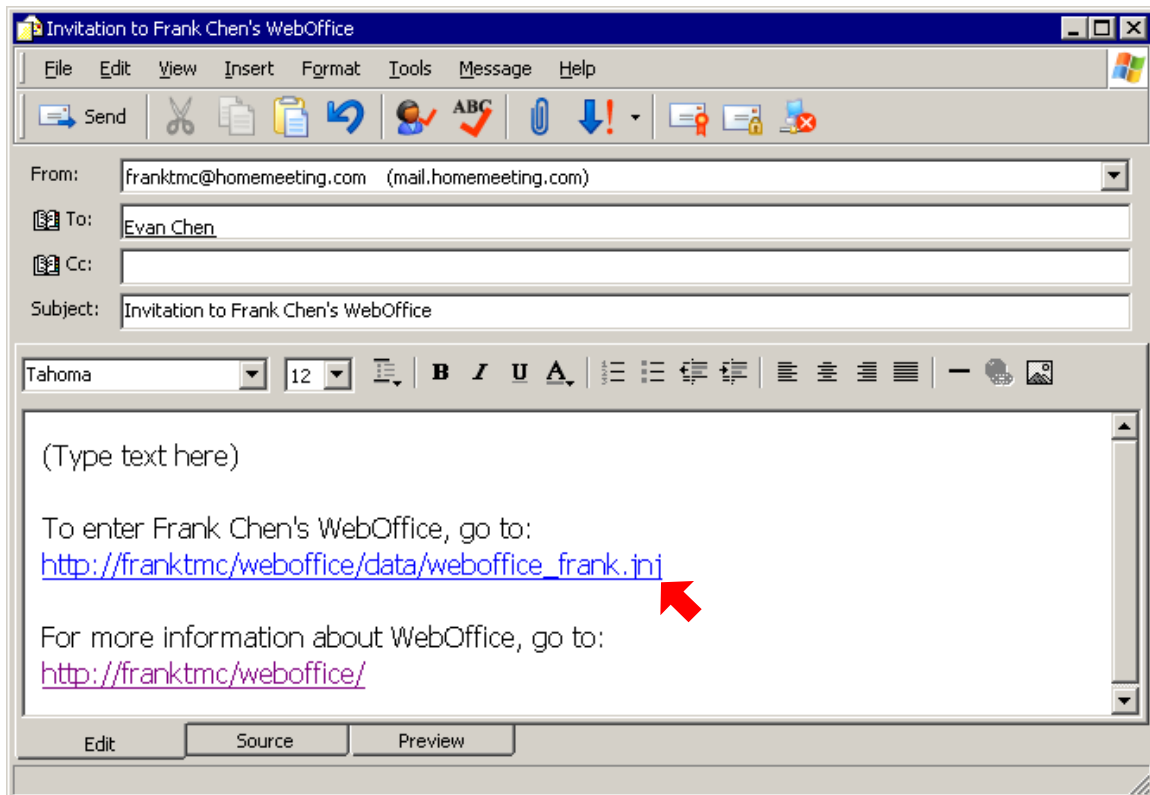 Invitation to Frank Chen's WebOffice
File Edit View Insert Format Tools Message Help
Send ABC
From: franktmc@homemeeting.com (mail.homemeeting.com)
To: Evan Chen
Cc:
Subject: Invitation to Frank Chen's WebOffice
Tahoma 12 B I U A
(Type text here)
To enter Frank Chen's WebOffice, go to:
http://franktmc/weboffice/data/weboffice_frank.jnj
For more information about WebOffice, go to:
http://franktmc/weboffice/
Edit Source Preview